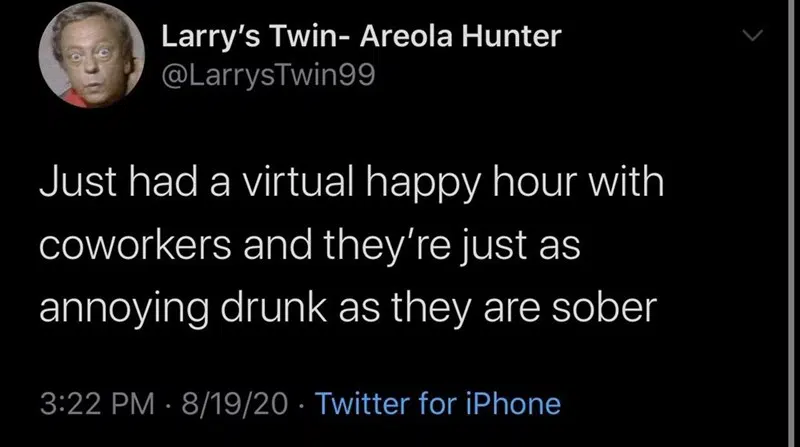 Larry’s Twin- Areola Hunter
@LarrysTwin99
Just had a virtual happy hour with
coworkers and they’re just as
annoying drunk as they are sober
3:22 PM · 8/19/20 · Twitter for iPhone